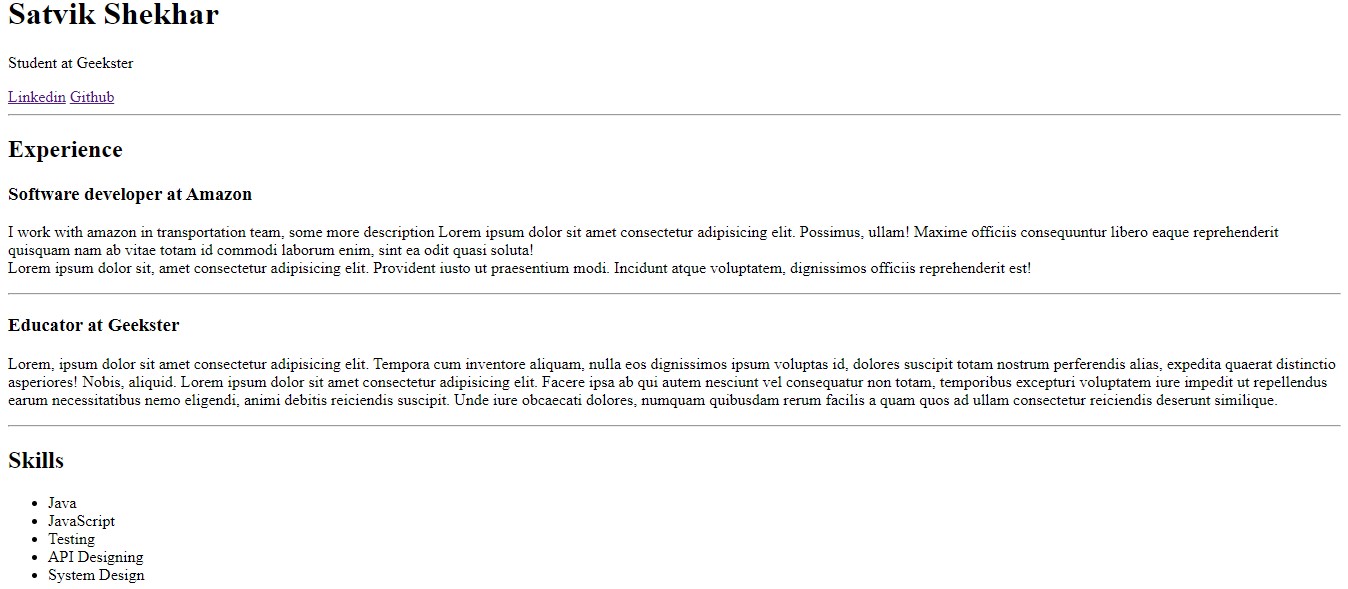 Satvik Shekhar
Student at Geekster
Linkedin Github
Experience
Software developer at Amazon
I work with amazon in transportation team, some more description Lorem ipsum dolor sit amet consectetur adipisicing elit. Possimus, ullam! Maxime officiis consequuntur libero eaque reprehenderit
quisquam nam ab vitae totam id commodi laborum enim, sint ea odit quasi soluta!
Lorem ipsum dolor sit, amet consectetur adipisicing elit. Provident iusto ut praesentium modi. Incidunt atque voluptatem, dignissimos officiis reprehenderit est!
Educator at Geekster
Lorem, ipsum dolor sit amet consectetur adipisicing elit. Tempora cum inventore aliquam, nulla eos dignissimos ipsum voluptas id, dolores suscipit totam nostrum perferendis alias, expedita quaerat distinctio
asperiores! Nobis, aliquid. Lorem ipsum dolor sit amet consectetur adipisicing elit. Facere ipsa ab qui autem nesciunt vel consequatur non totam, temporibus excepturi voluptatem iure impedit ut repellendus
earum necessitatibus nemo eligendi, animi debitis reiciendis suscipit. Unde iure obcaecati dolores, numquam quibusdam rerum facilis a quam quos ad ullam consectetur reiciendis deserunt similique.
Skills
• Java
• JavaScript
• Testing
• API Designing
• System Design